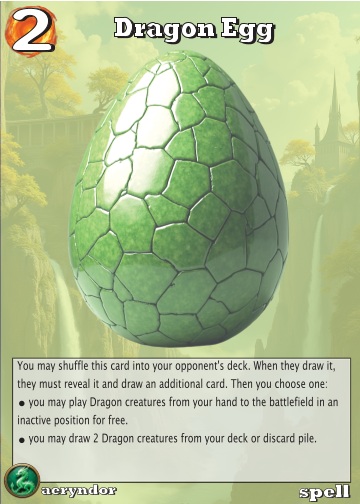 2
Dragon Egg
You may shuffle this card into your opponent's deck. When they draw it,
they must reveal it and draw an additional card. Then you choose one:
● you may play Dragon creatures from your hand to the battlefield in an
inactive position for free.
● you may draw 2 Dragon creatures from your deck or discard pile.
aeryndor
spell